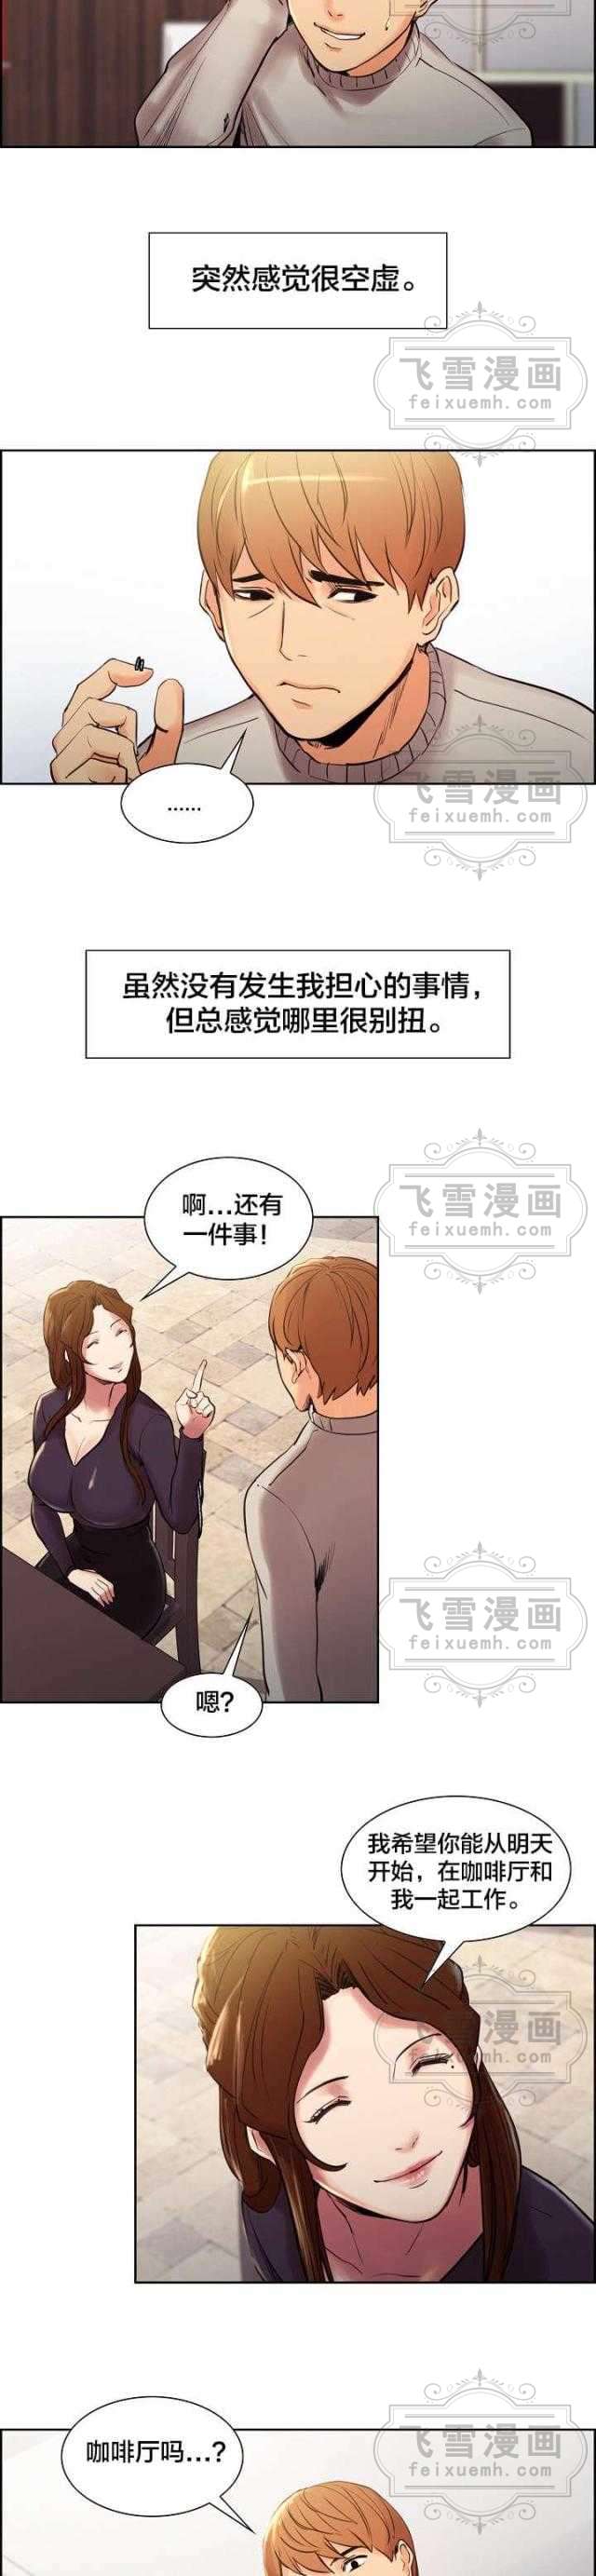 突然感觉很空虚。
飞雪漫画
feixuemh.com
......
飞雪漫画
feixuemh.com
虽然没有发生我担心的事情，
但总感觉哪里很别扭。
啊...还有
一件事！
飞雪漫画
feixuemh.com
飞雪漫画
feixuemh.com
嗯？
我希望你能从明天
开始，在咖啡厅和
我一起工作。
飞雪漫画
feixuemh.com
咖啡厅吗...？
飞雪漫画
feixuemh.com